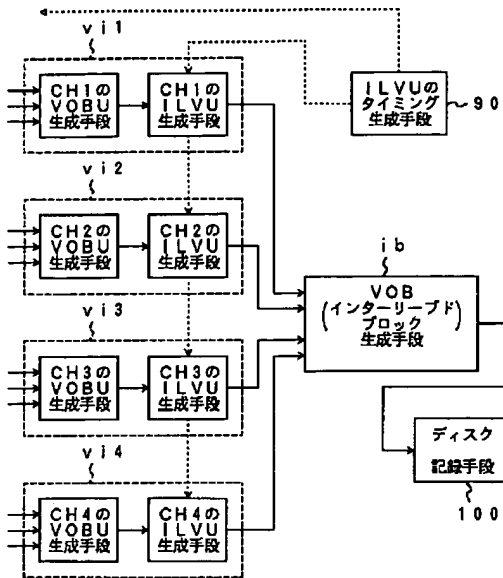 vi1
CH1の
VOBU
生成手段
CH1の
ILVU
生成手段
ILVUの
タイミング
生成手段
90
vi2
CH2の
VOBU
生成手段
CH2の
ILVU
生成手段
ib
VOB
(インターリーブド
ブロック)
生成手段
vi3
CH3の
VOBU
生成手段
CH3の
ILVU
生成手段
ディスク
記録手段
100
vi4
CH4の
VOBU
生成手段
CH4の
ILVU
生成手段